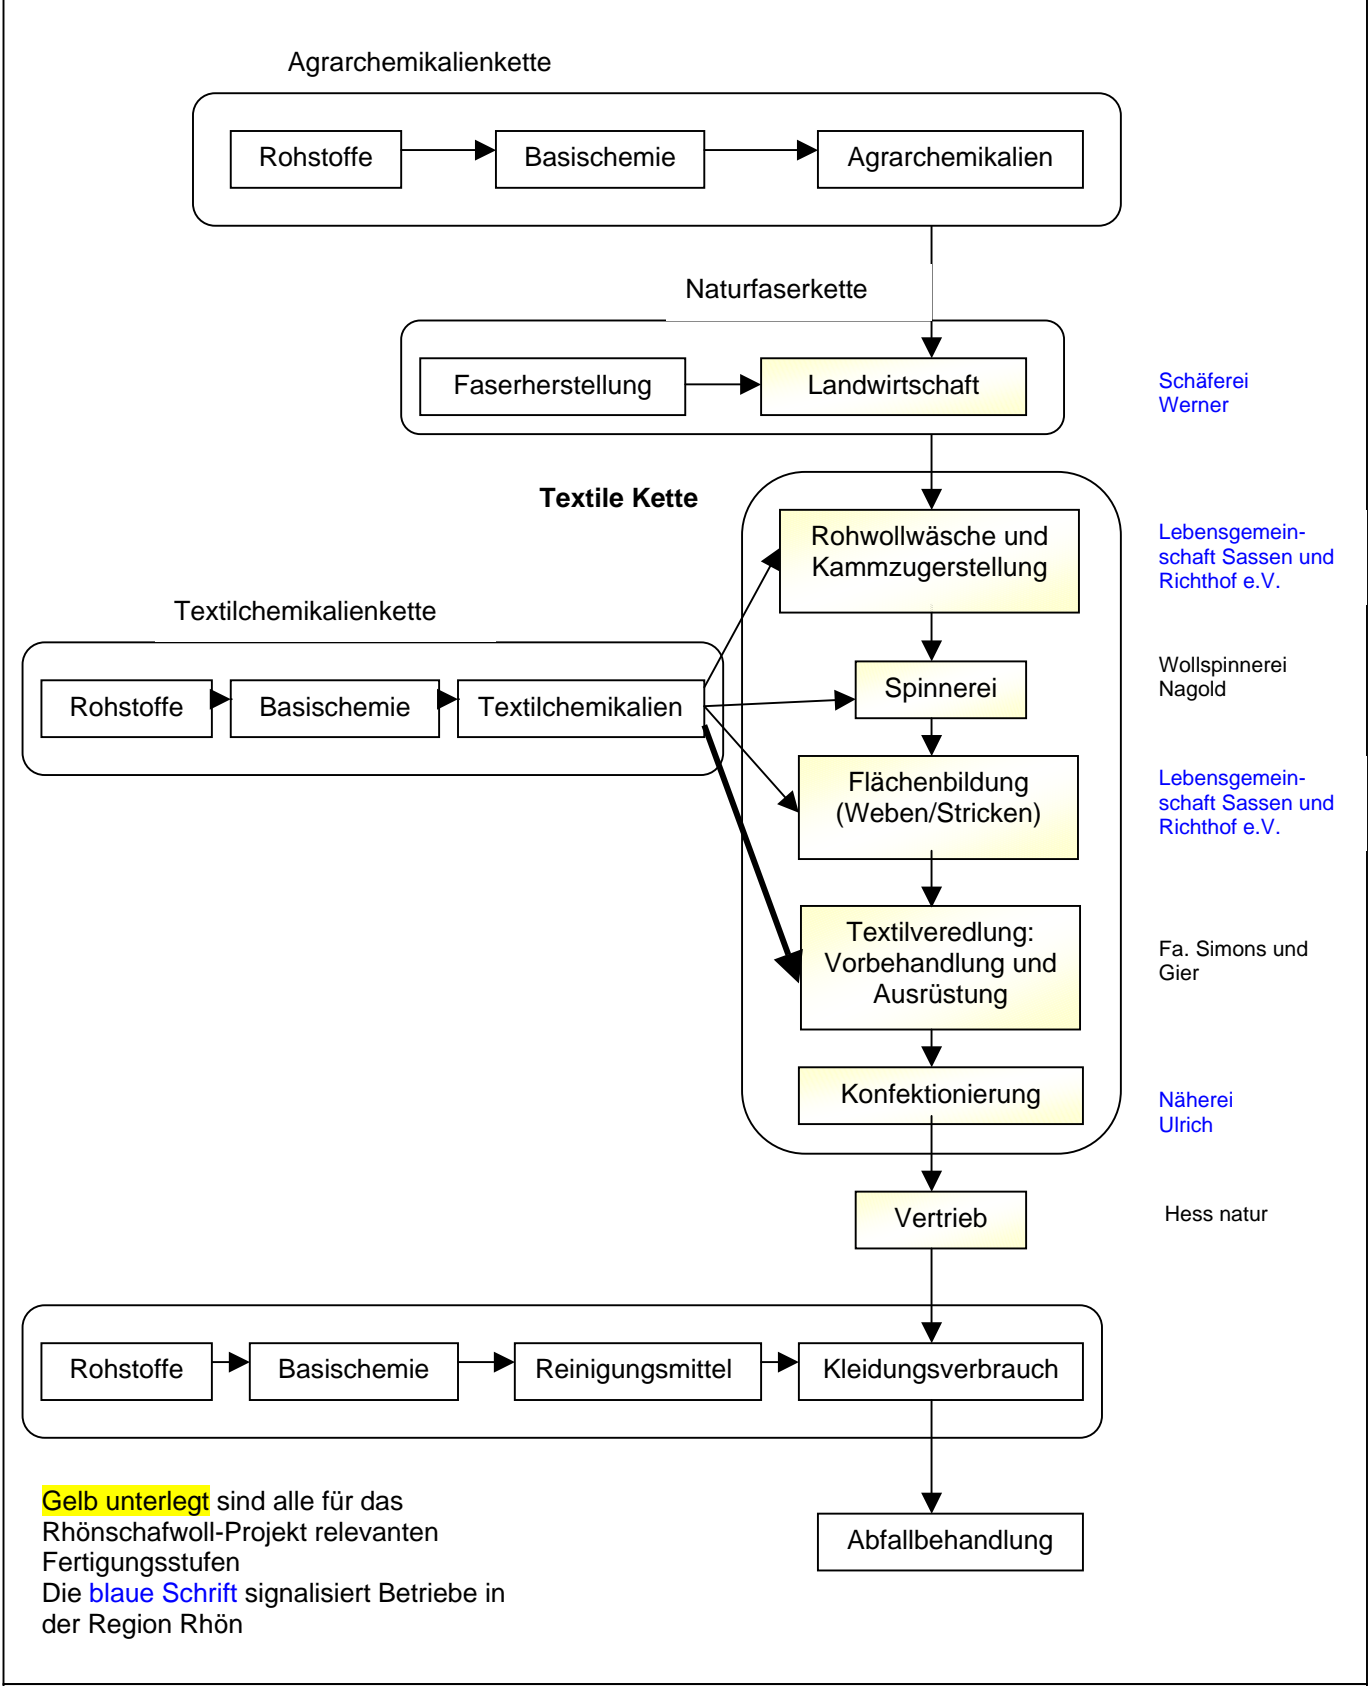 Agrarchemikalienkette
Rohstoffe
Basischemie
Agrarchemikalien
Naturfaserkette
Faserherstellung
Landwirtschaft
Schäferei
Werner
Textile Kette
Rohwollwäsche und
Kammzugerstellung
Lebensgemein-
schaft Sassen und
Richthof e.V.
Textilchemikalienkette
Rohstoffe
Basischemie
Textilchemikalien
Spinnerei
Wollspinnerei
Nagold
Flächenbildung
(Weben/Stricken)
Lebensgemein-
schaft Sassen und
Richthof e.V.
Textilveredlung:
Vorbehandlung und
Ausrüstung
Fa. Simons und
Gier
Konfektionierung
Näherei
Ulrich
Vertrieb
Hess natur
Rohstoffe
Basischemie
Reinigungsmittel
Kleidungsverbrauch
Gelb unterlegt sind alle für das
Rhönschafwoll-Projekt relevanten
Fertigungsstufen
Die blaue Schrift signalisiert Betriebe in
der Region Rhön
Abfallbehandlung